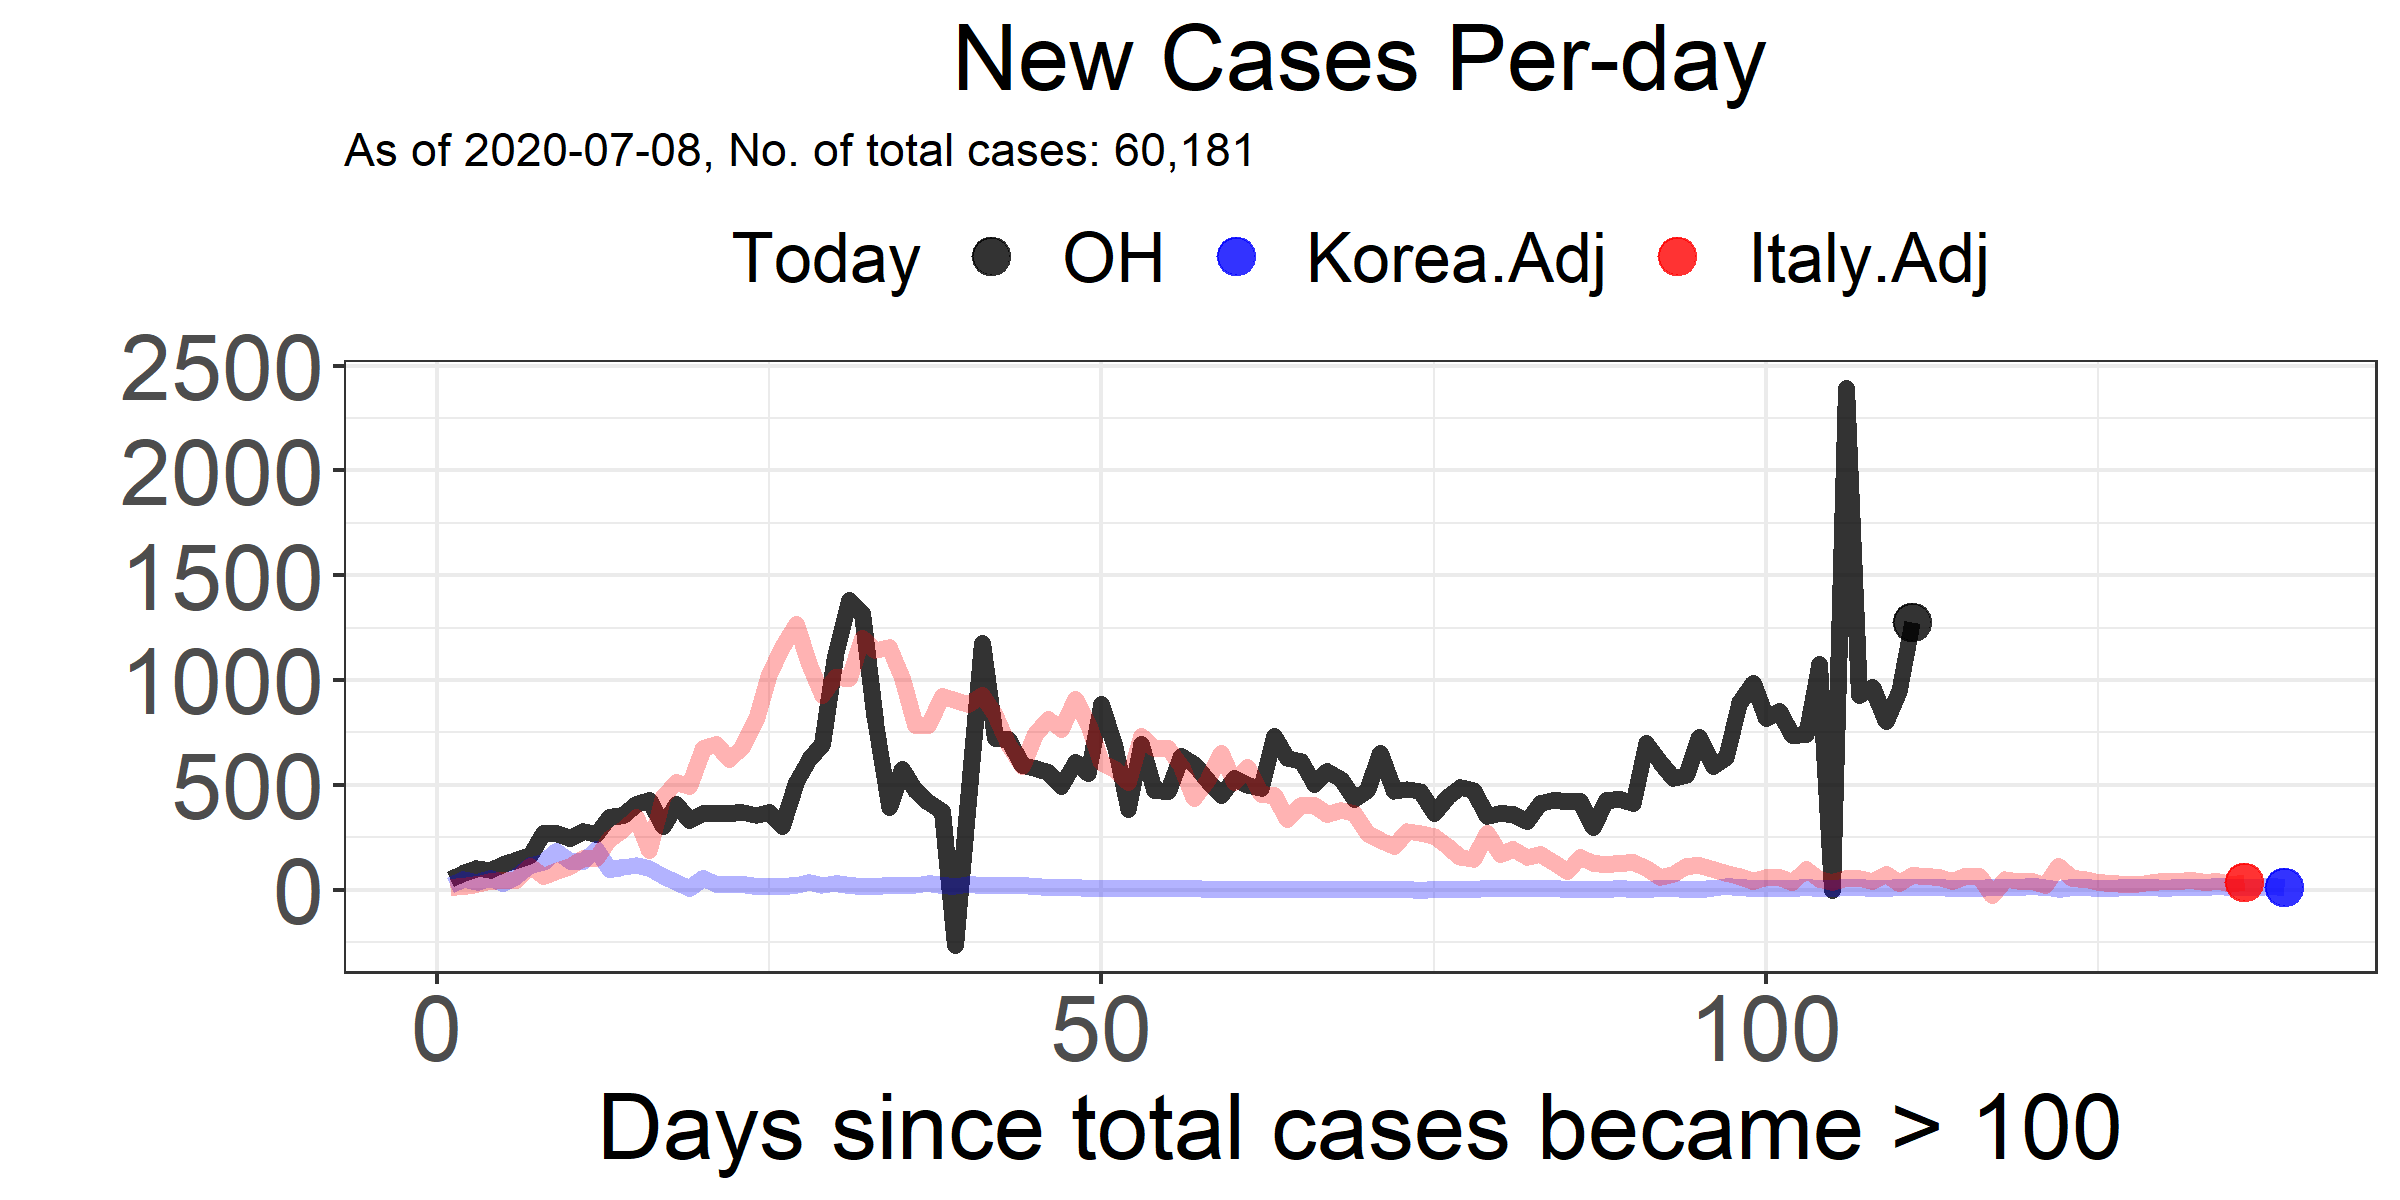 New Cases Per-day
As of 2020-07-08, No. of total cases: 60,181
Today OH Korea.Adj Italy.Adj
2500
2000
1500
1000
500
0
0 50 100
Days since total cases became > 100